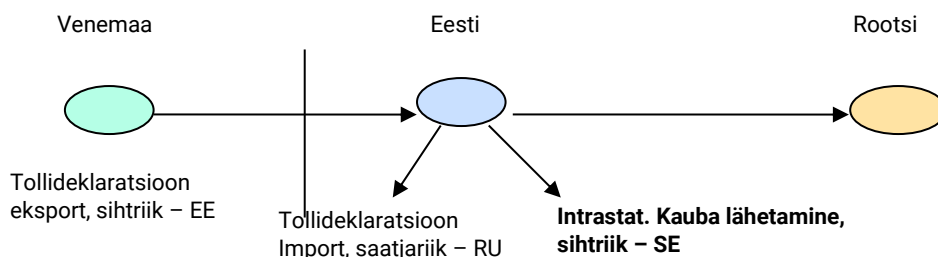 Venemaa
Eesti
Rootsi
Tollideklaratsioon
eksport, sihtriik – EE
Tollideklaratsioon
Import, saatjariik – RU
Intrastat. Kauba lähetamine,
sihtriik – SE